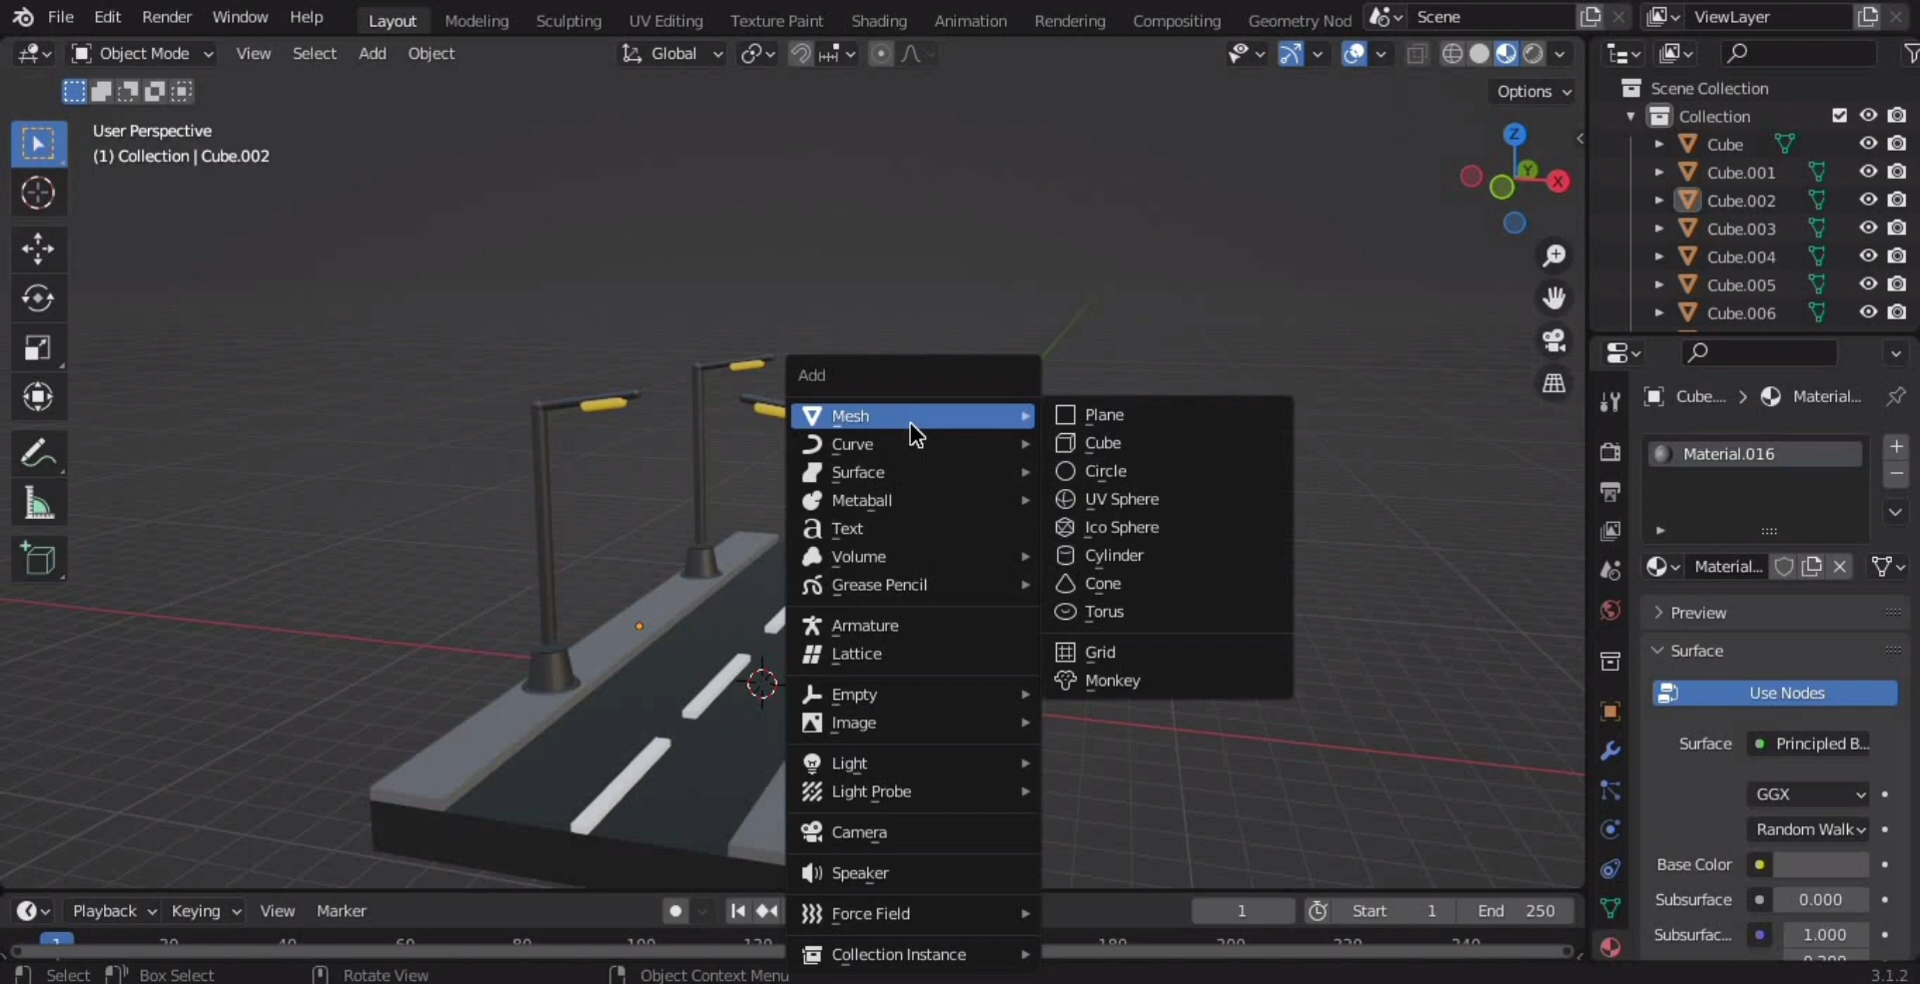 File Edit Render Window Help Layout Modeling Sculpting UV Editing Texture Paint Shading Animation Rendering Compositing Geometry Nod Scene ViewLayer
Object Mode View Select Add Object Global
Options
User Perspective
(1) Collection | Cube.002
Z
Y
X
Scene Collection
Collection
Cube
Cube.001
Cube.002
Cube.003
Cube.004
Cube.005
Cube.006
Add
Mesh
Curve
Surface
Metaball
Text
Volume
Grease Pencil
Armature
Lattice
Empty
Image
Light
Light Probe
Camera
Speaker
Force Field
Collection Instance
Plane
Cube
Circle
UV Sphere
Ico Sphere
Cylinder
Cone
Torus
Grid
Monkey
Cube.... Material...
Material.016
Material...
Preview
Surface
Use Nodes
Surface Principled B...
GGX
Random Walk
Base Color
Subsurface 0.000
Subsurfac... 1.000
Playback Keying View Marker 1 Start 1 End 250
1
Select Box Select Rotate View Object Context Menu 3.1.2